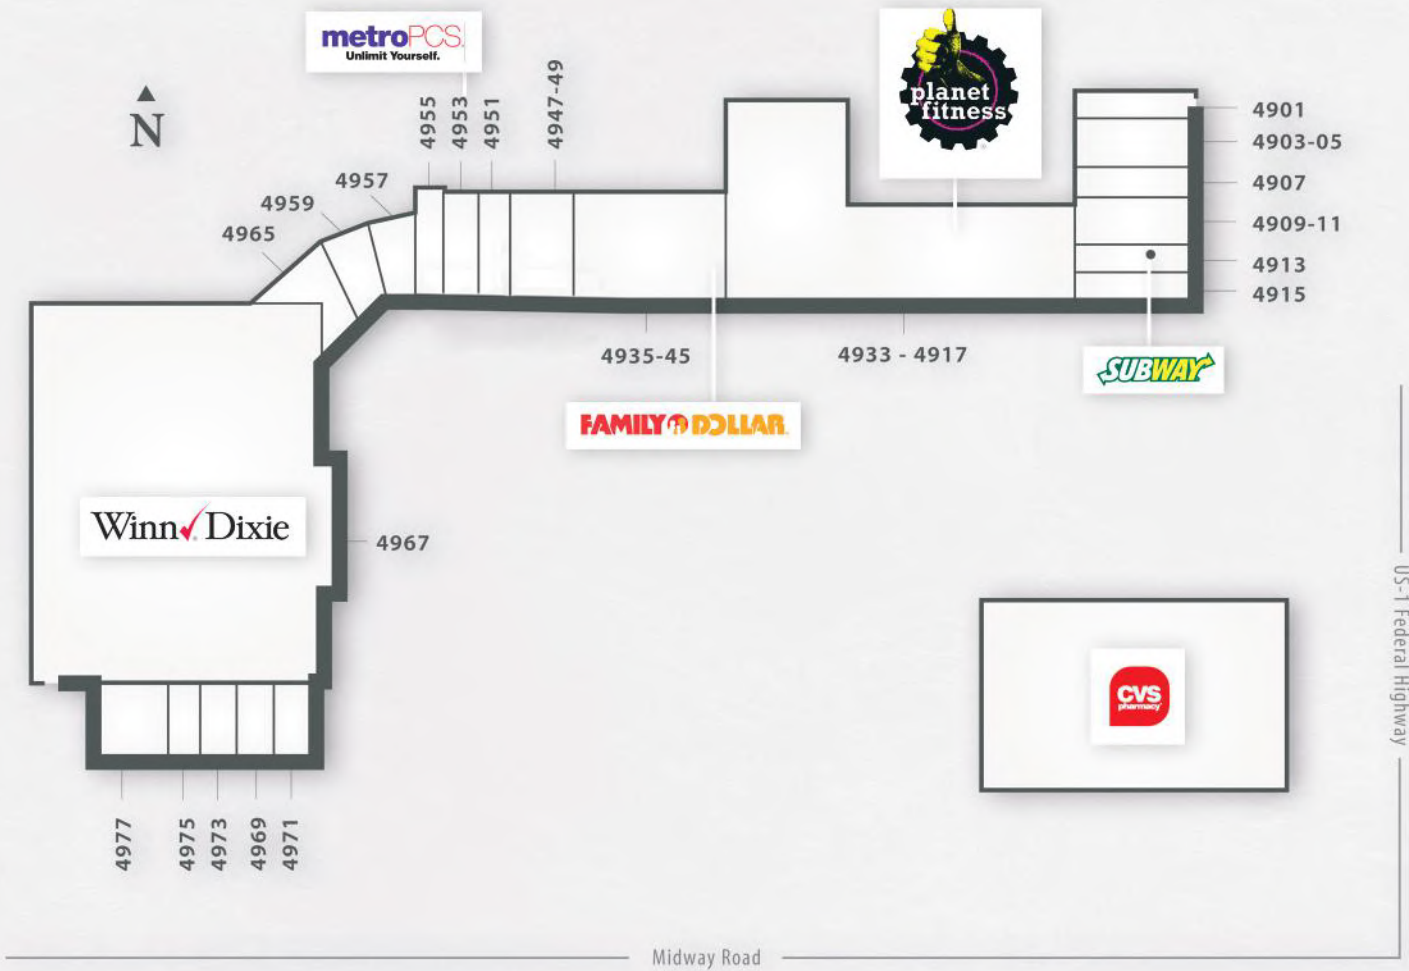 metroPCS.
Unlimit Yourself.
planet
fitness
N
4955
4953
4951
4947-49
4957
4959
4965
4901
4903-05
4907
4909-11
4913
4915
4935-45
4933 - 4917
SUBWAY
FAMILY DOLLAR
Winn Dixie
4967
CVS
pharmacy
US-1 Federal Highway
4977
4975
4973
4969
4971
Midway Road